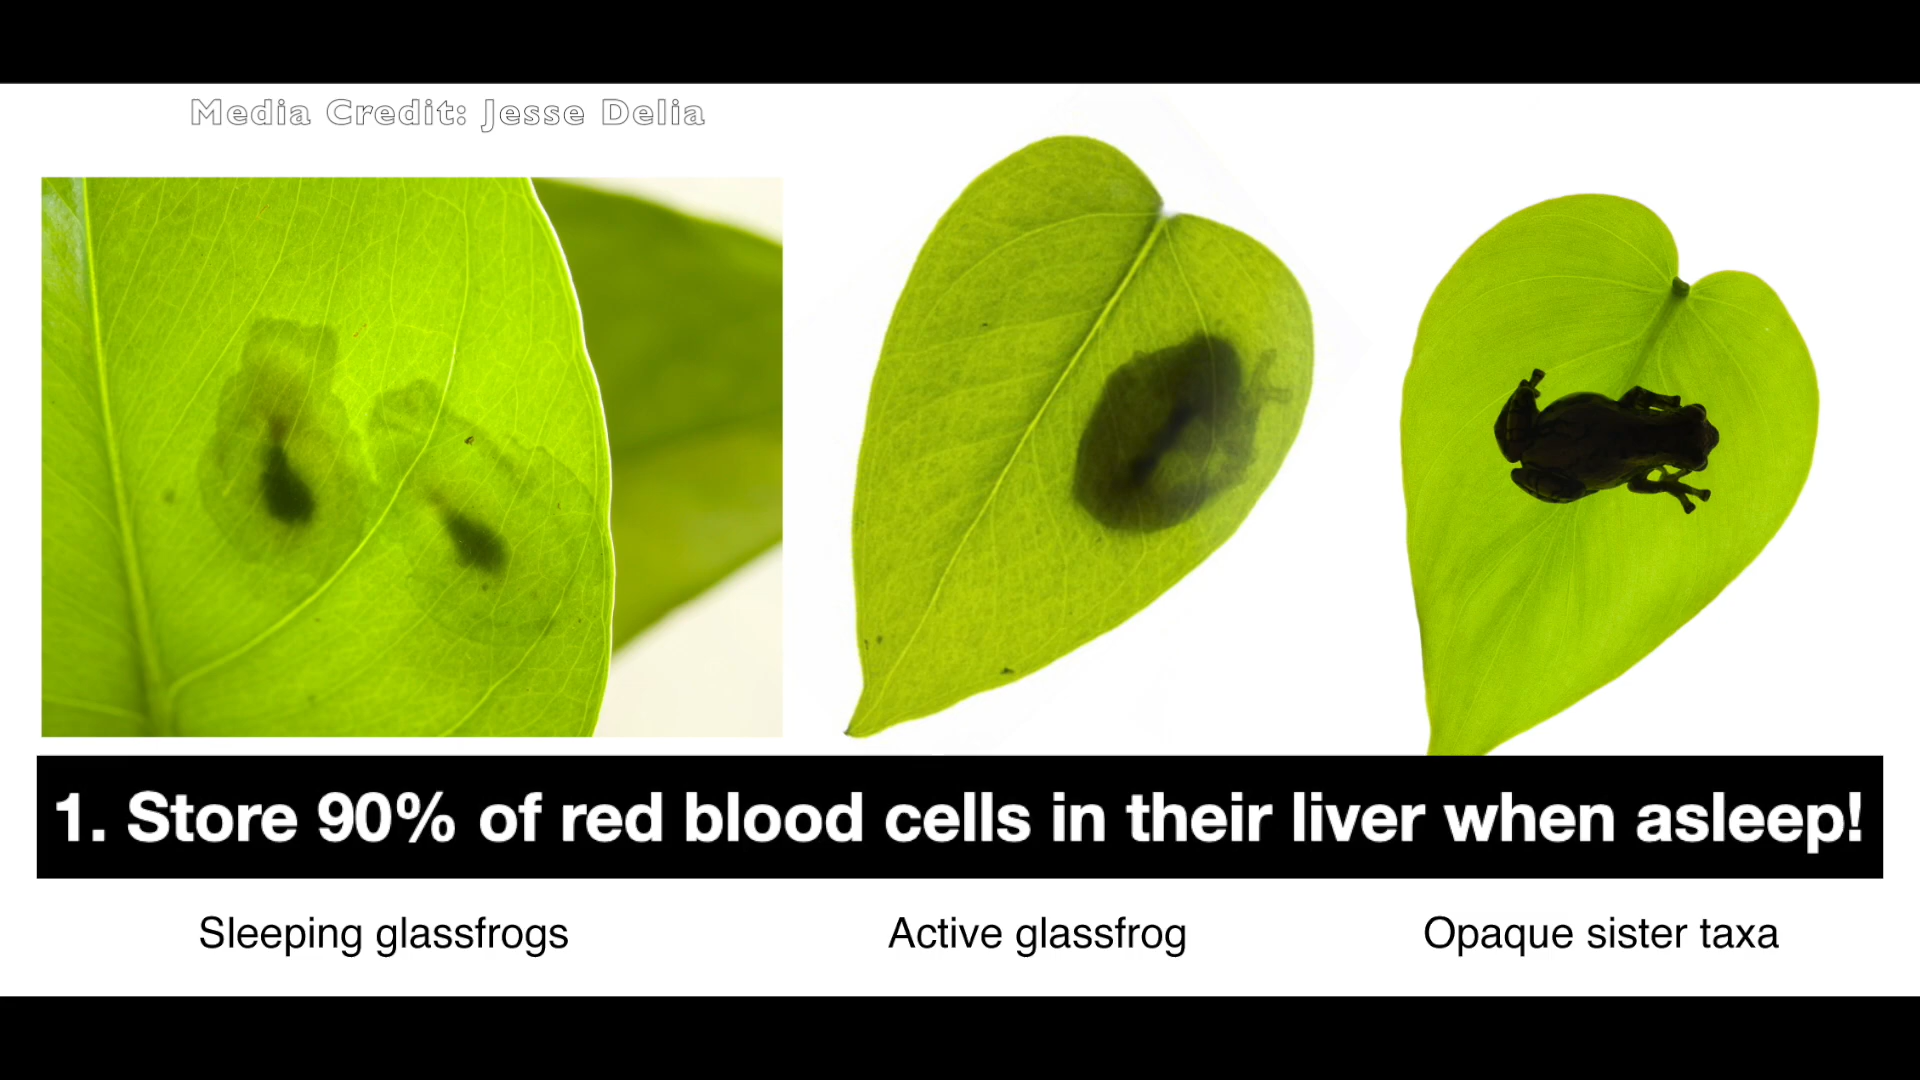 Media Credit: Jesse Delia
1. Store 90% of red blood cells in their liver when asleep!
Sleeping glassfrogs
Active glassfrog
Opaque sister taxa